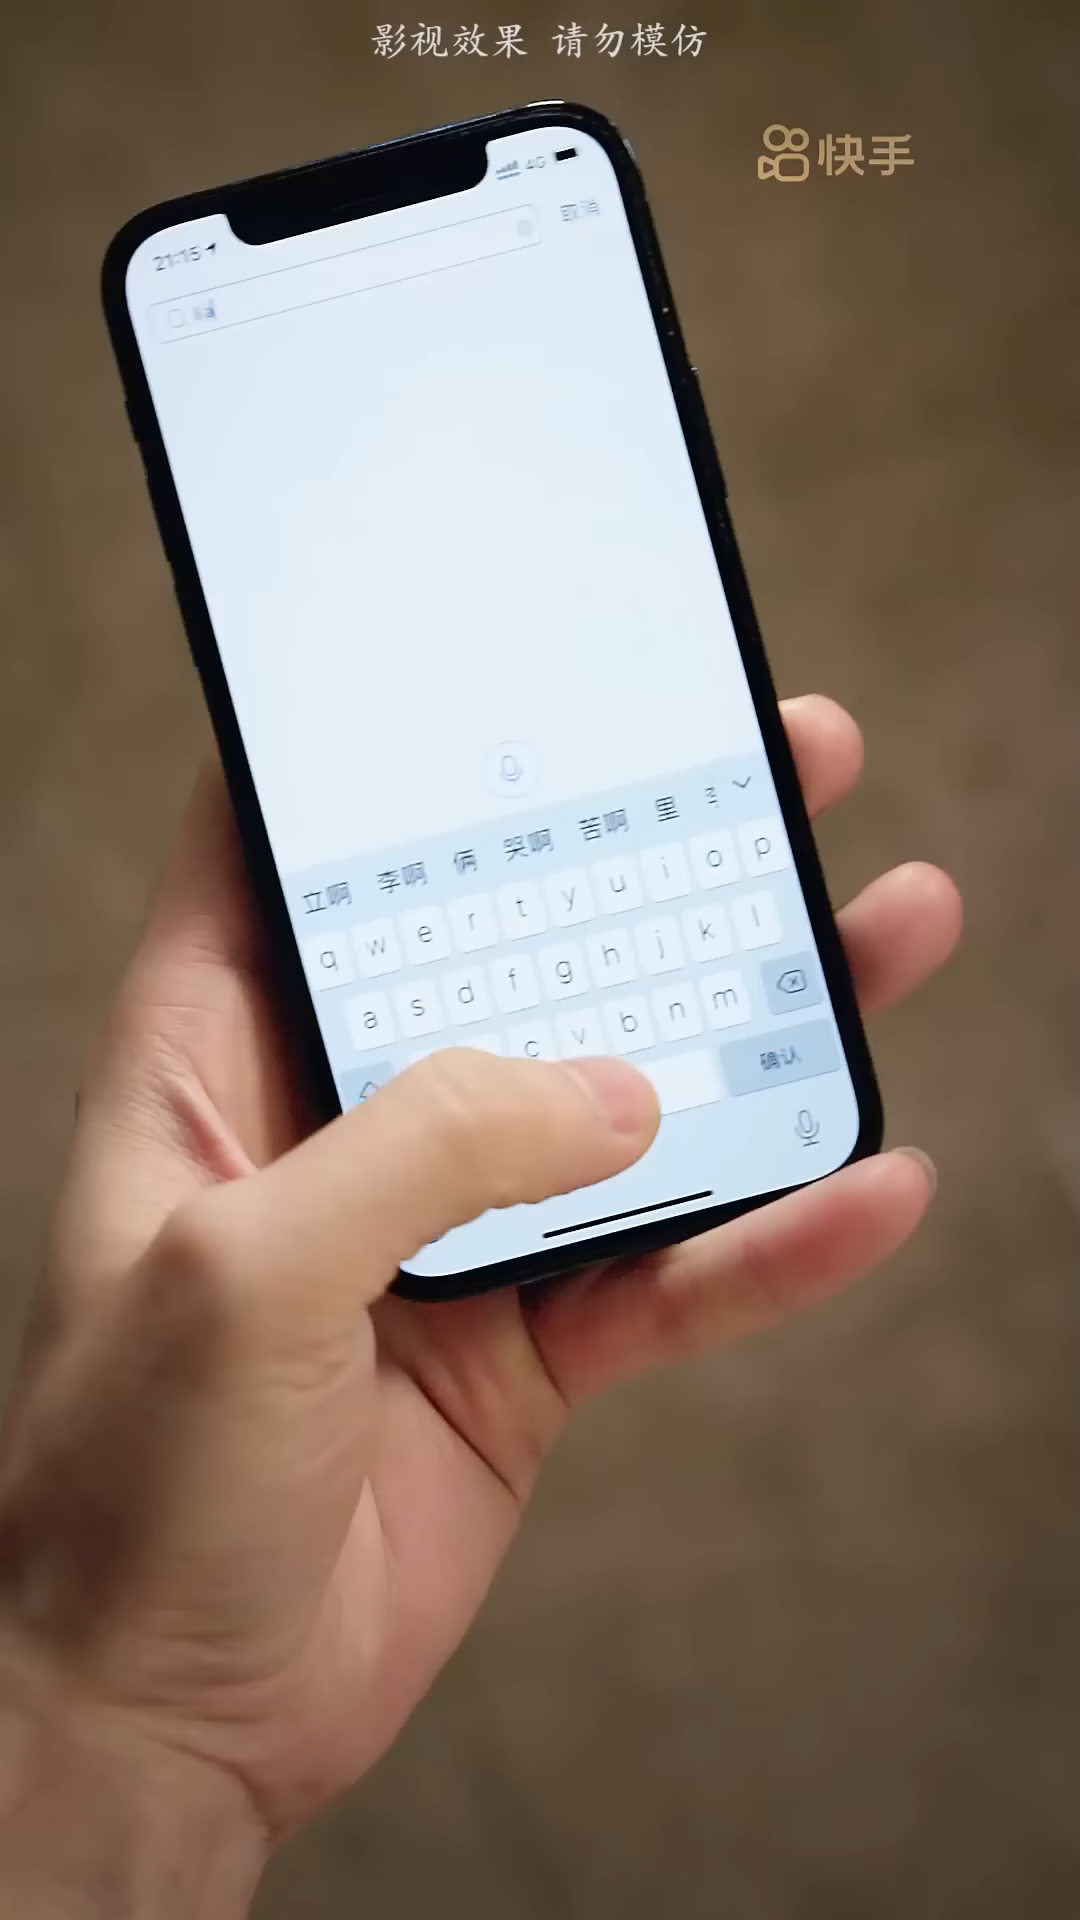 影视效果 请勿模仿
快手
4G
21:15
取消
立啊 李啊 俩 哭啊 苦啊 里
q w e r t y u i o p
a s d f g h j k l
c v b n m
确认